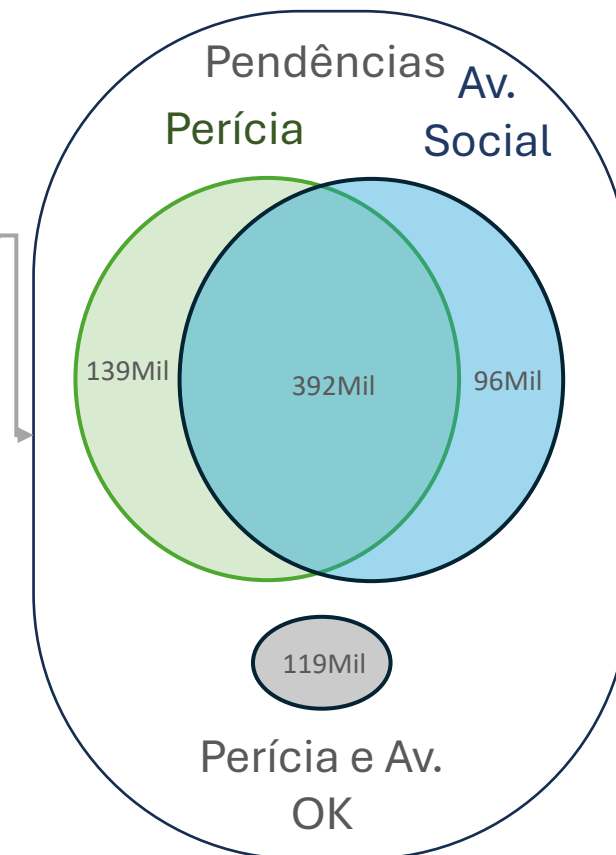 Pendências
Perícia
Av.
Social
139Mil
392Mil
96Mil
119Mil
Perícia e Av.
OK